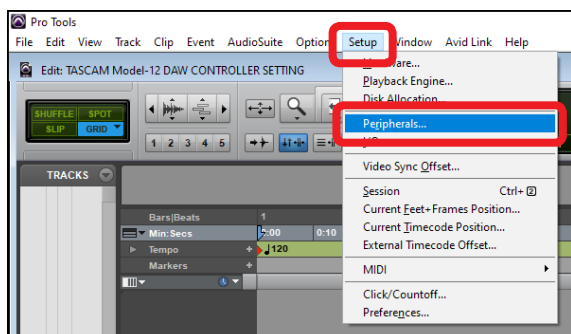 Pro Tools
File Edit View Track Clip Event AudioSuite Option Setup Window Avid Link Help
Edit: TASCAM Model-12 DAW CONTROLLER SETTING
SHUFFLE SPOT
SLIP GRID
1 2 3 4 5
TRACKS
Bars|Beats 1
Min:Secs 0:00 0:10
Tempo 120
Markers
Playback Engine...
Disk Allocation...
Peripherals...
Video Sync Offset...
Session Ctrl+2
Current Feet+Frames Position...
Current Timecode Position...
External Timecode Offset...
MIDI
Click/Countoff...
Preferences...